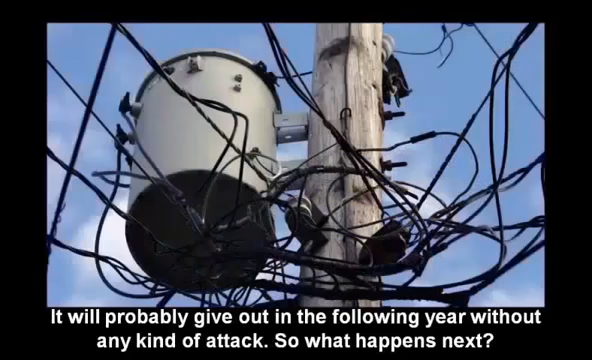 It will probably give out in the following year without
any kind of attack. So what happens next?